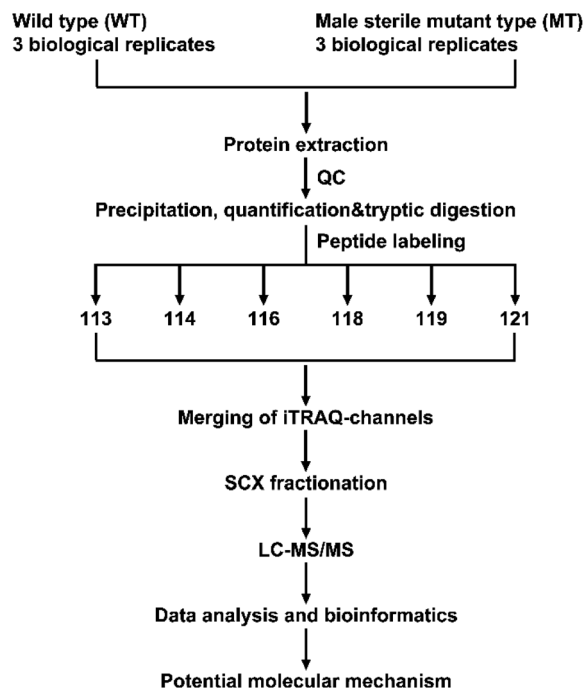 Wild type (WT)
3 biological replicates
Male sterile mutant type (MT)
3 biological replicates
Protein extraction
QC
Precipitation, quantification&tryptic digestion
Peptide labeling
113 114 116 118 119 121
Merging of iTRAQ-channels
SCX fractionation
LC-MS/MS
Data analysis and bioinformatics
Potential molecular mechanism